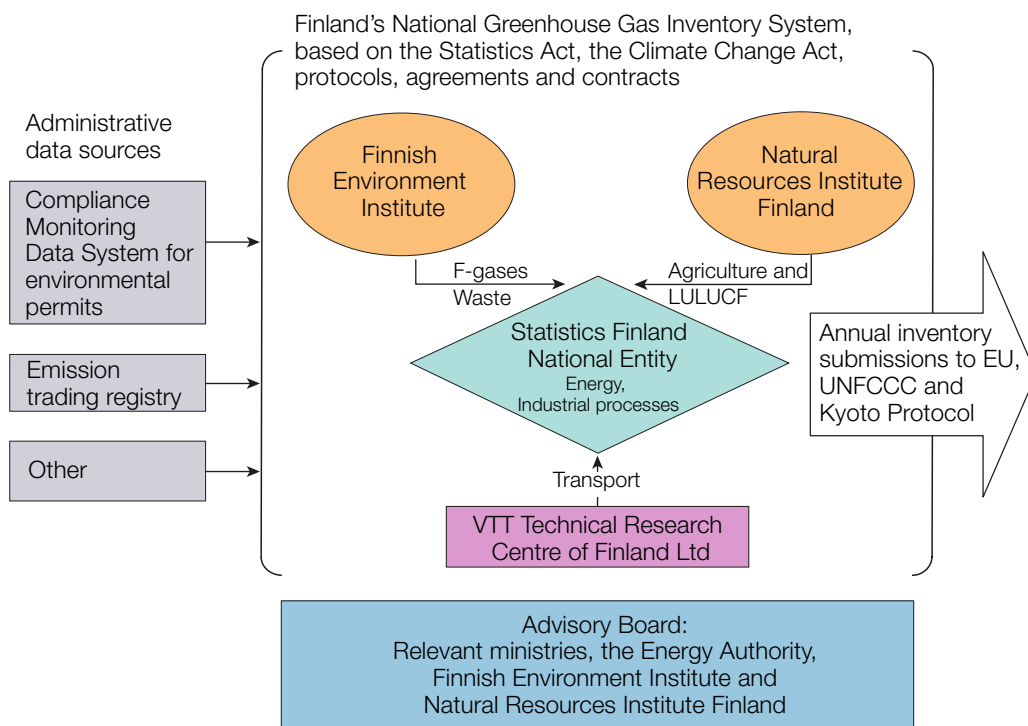 Finland's National Greenhouse Gas Inventory System,
based on the Statistics Act, the Climate Change Act,
protocols, agreements and contracts
Administrative
data sources
Compliance
Monitoring
Data System for
environmental
permits
Emission
trading registry
Other
Finnish
Environment
Institute
Natural
Resources Institute
Finland
F-gases
Waste
Agriculture and
LULUCF
Statistics Finland
National Entity
Energy,
Industrial processes
Transport
VTT Technical Research
Centre of Finland Ltd
Annual inventory
submissions to EU,
UNFCCC and
Kyoto Protocol
Advisory Board:
Relevant ministries, the Energy Authority,
Finnish Environment Institute and
Natural Resources Institute Finland